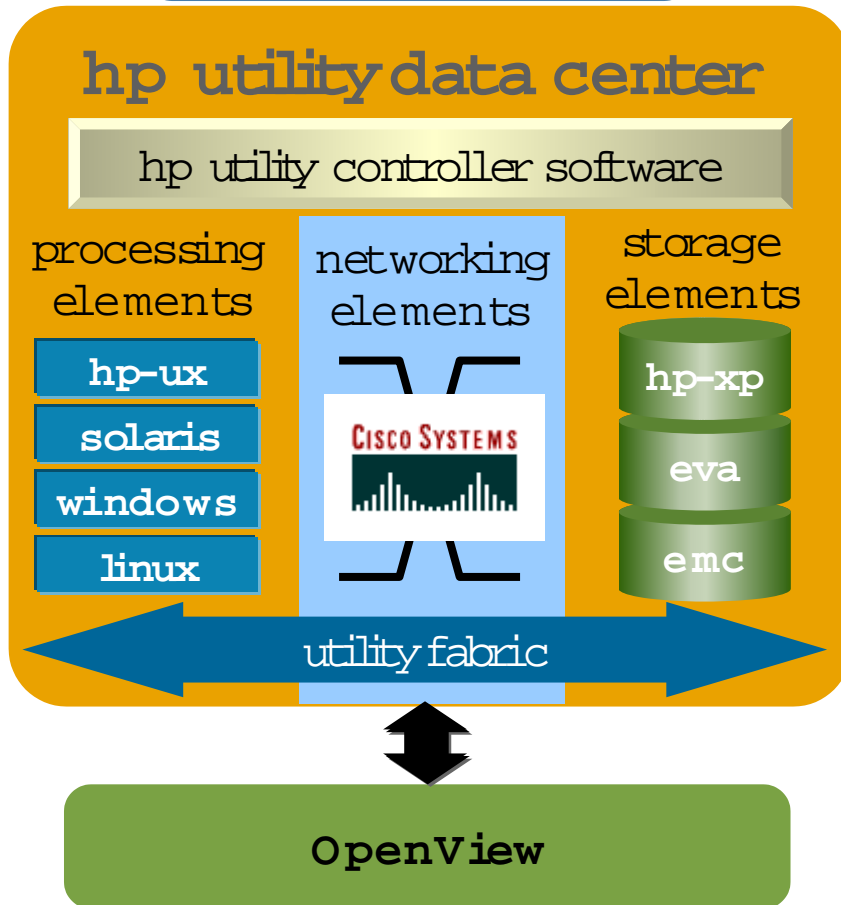 hp utility data center
hp utility controller software
processing
elements
hp-ux
solaris
windows
linux
networking
elements
CISCO SYSTEMS
storage
elements
hp-xp
eva
emc
utility fabric
OpenView